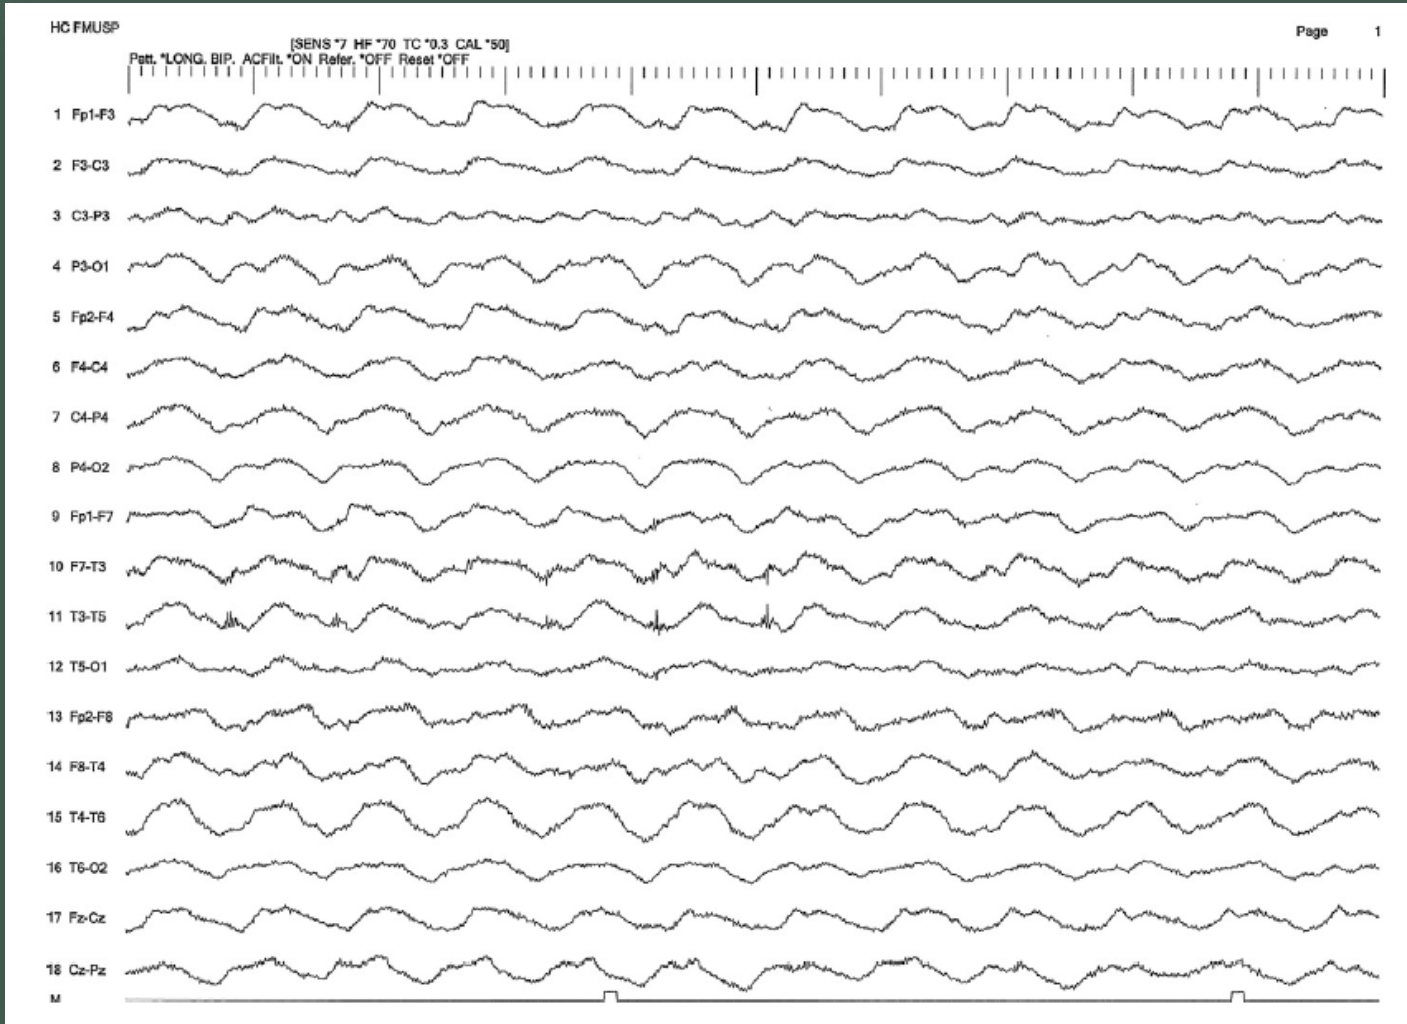 HC FMUSP
Page 1
[SENS *7 HF *70 TC *0.3 CAL *50]
Patt. *LONG. BIP. ACFilt. *ON Refer. *OFF Reset *OFF
1 Fp1-F3
2 F3-C3
3 C3-P3
4 P3-O1
5 Fp2-F4
6 F4-C4
7 C4-P4
8 P4-O2
9 Fp1-F7
10 F7-T3
11 T3-T5
12 T5-O1
13 Fp2-F8
14 F8-T4
15 T4-T6
16 T6-O2
17 Fz-Cz
18 Cz-Pz
M